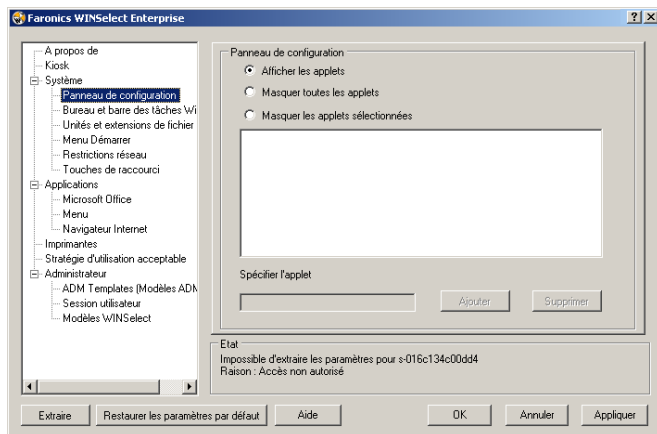 Faronics WINSelect Enterprise
A propos de
Kiosk
Système
Panneau de configuration
Bureau et barre des tâches Wi
Unités et extensions de fichier
Menu Démarrer
Restrictions réseau
Touches de raccourci
Applications
Microsoft Office
Menu
Navigateur Internet
Imprimantes
Stratégie d'utilisation acceptable
Administrateur
ADM Templates (Modèles ADM
Session utilisateur
Modèles WINSelect
Panneau de configuration
Afficher les applets
Masquer toutes les applets
Masquer les applets sélectionnées
Spécifier l'applet
Ajouter
Supprimer
Etat
Impossible d'extraire les paramètres pour s-016c134c00dd4
Raison : Accès non autorisé
Extraire
Restaurer les paramètres par défaut
Aide
OK
Annuler
Appliquer